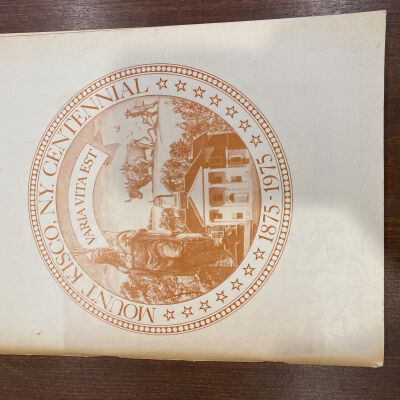 MOUNT KISCO, N.Y. CENTENNIAL
1875-1975
VARIA VITA EST